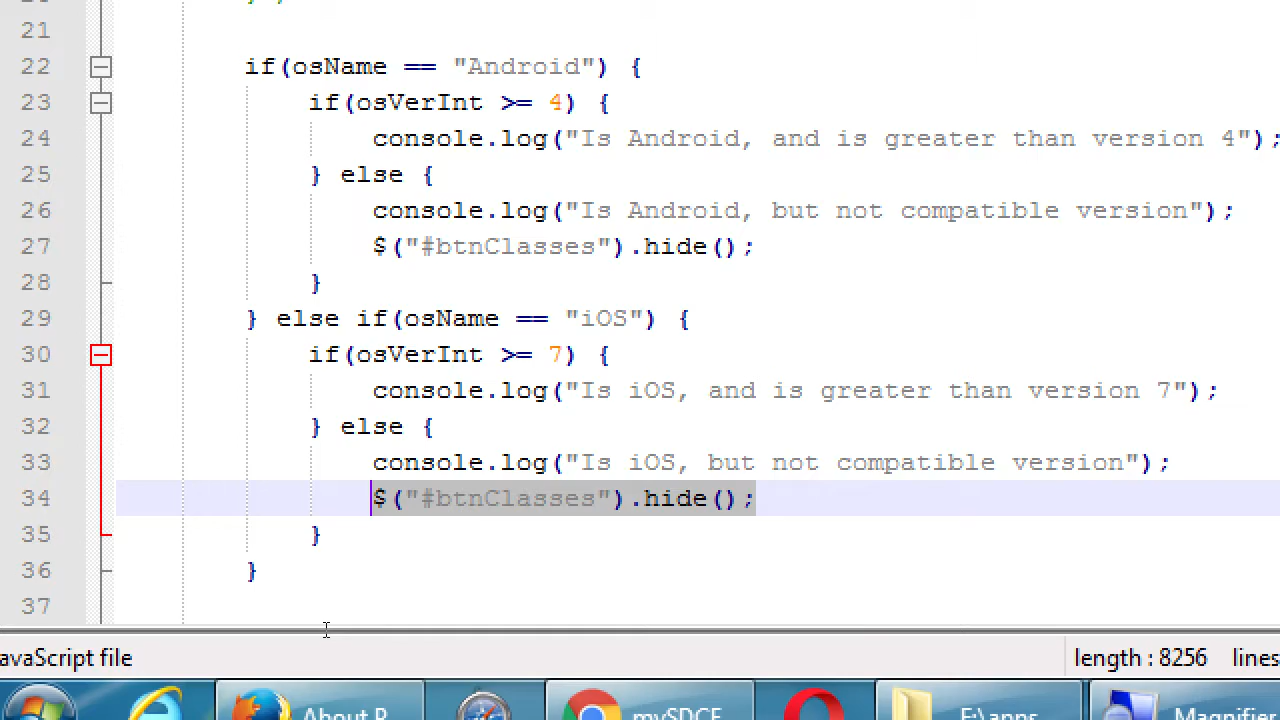 21
22 if(osName == "Android") {
23 if(osVerInt >= 4) {
24 console.log("Is Android, and is greater than version 4");
25 } else {
26 console.log("Is Android, but not compatible version");
27 $("#btnClasses").hide();
28 }
29 } else if(osName == "iOS") {
30 if(osVerInt >= 7) {
31 console.log("Is iOS, and is greater than version 7");
32 } else {
33 console.log("Is iOS, but not compatible version");
34 $("#btnClasses").hide();
35 }
36 }
37
avaScript file length : 8256 lines
About R mySDCE E:\apps Magnifier